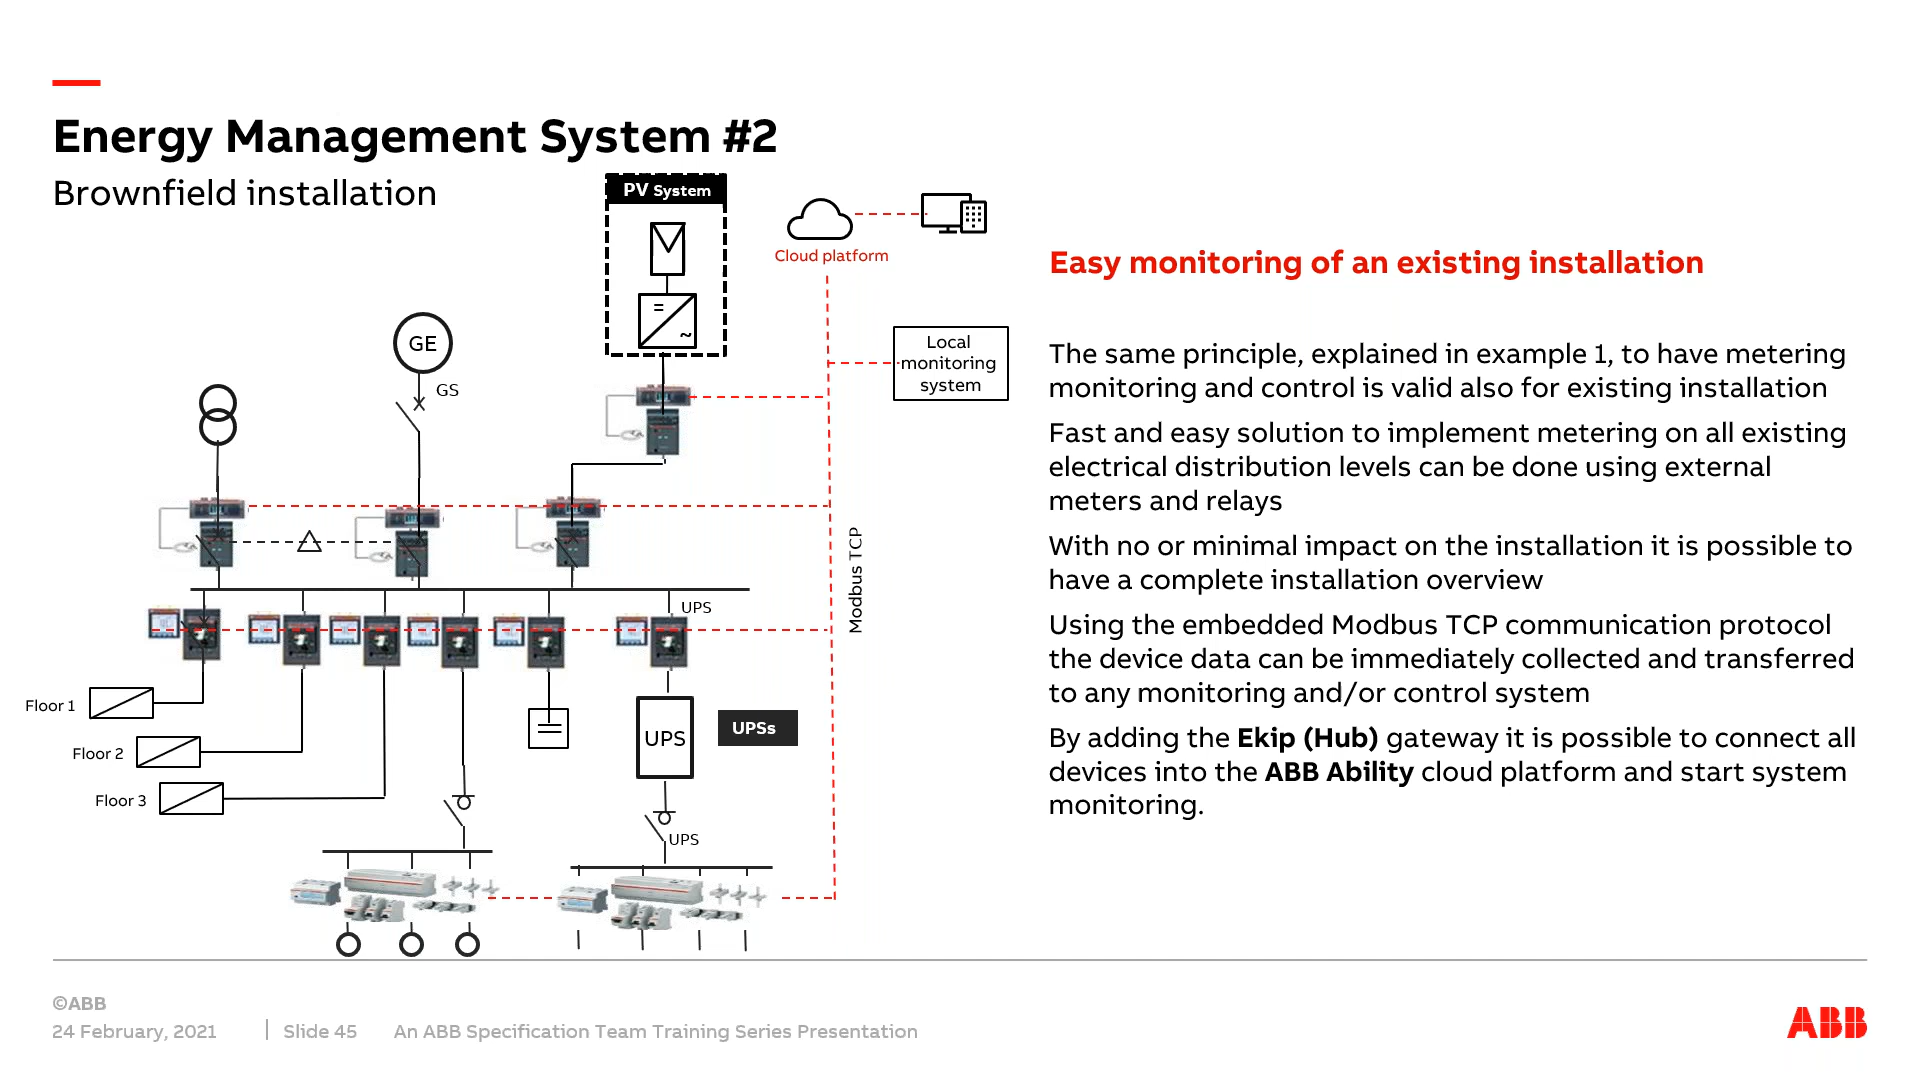 Energy Management System #2
Brownfield installation
PV System
Cloud platform
Local
monitoring
system
GE
GS
Modbus TCP
UPS
Floor 1
Floor 2
Floor 3
UPS
UPSs
UPS
Easy monitoring of an existing installation
The same principle, explained in example 1, to have metering
monitoring and control is valid also for existing installation
Fast and easy solution to implement metering on all existing
electrical distribution levels can be done using external
meters and relays
With no or minimal impact on the installation it is possible to
have a complete installation overview
Using the embedded Modbus TCP communication protocol
the device data can be immediately collected and transferred
to any monitoring and/or control system
By adding the Ekip (Hub) gateway it is possible to connect all
devices into the ABB Ability cloud platform and start system
monitoring.
©ABB
24 February, 2021 | Slide 45 An ABB Specification Team Training Series Presentation
ABB